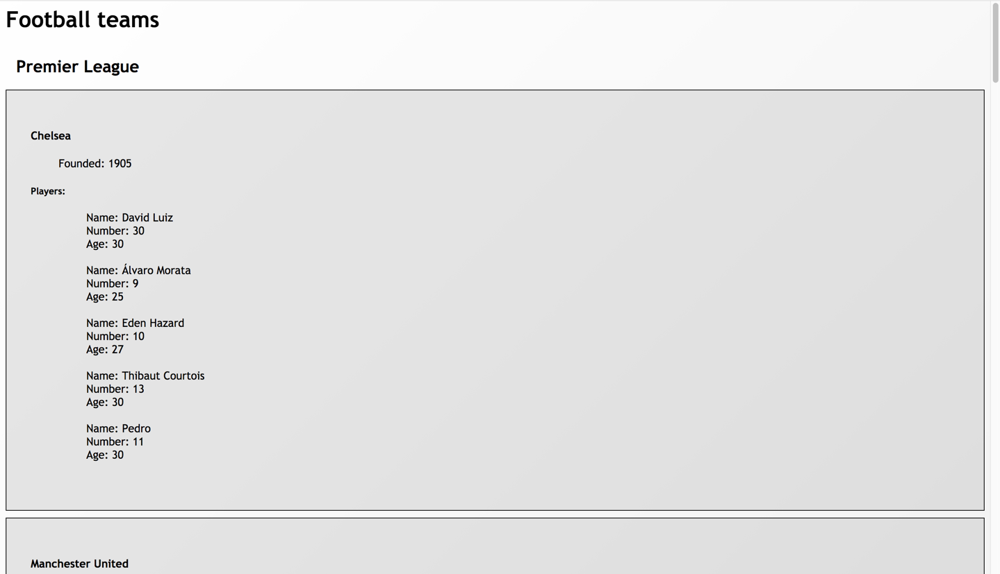 Football teams
Premier League
Chelsea
Founded: 1905
Players:
Name: David Luiz
Number: 30
Age: 30
Name: Álvaro Morata
Number: 9
Age: 25
Name: Eden Hazard
Number: 10
Age: 27
Name: Thibaut Courtois
Number: 13
Age: 30
Name: Pedro
Number: 11
Age: 30
Manchester United